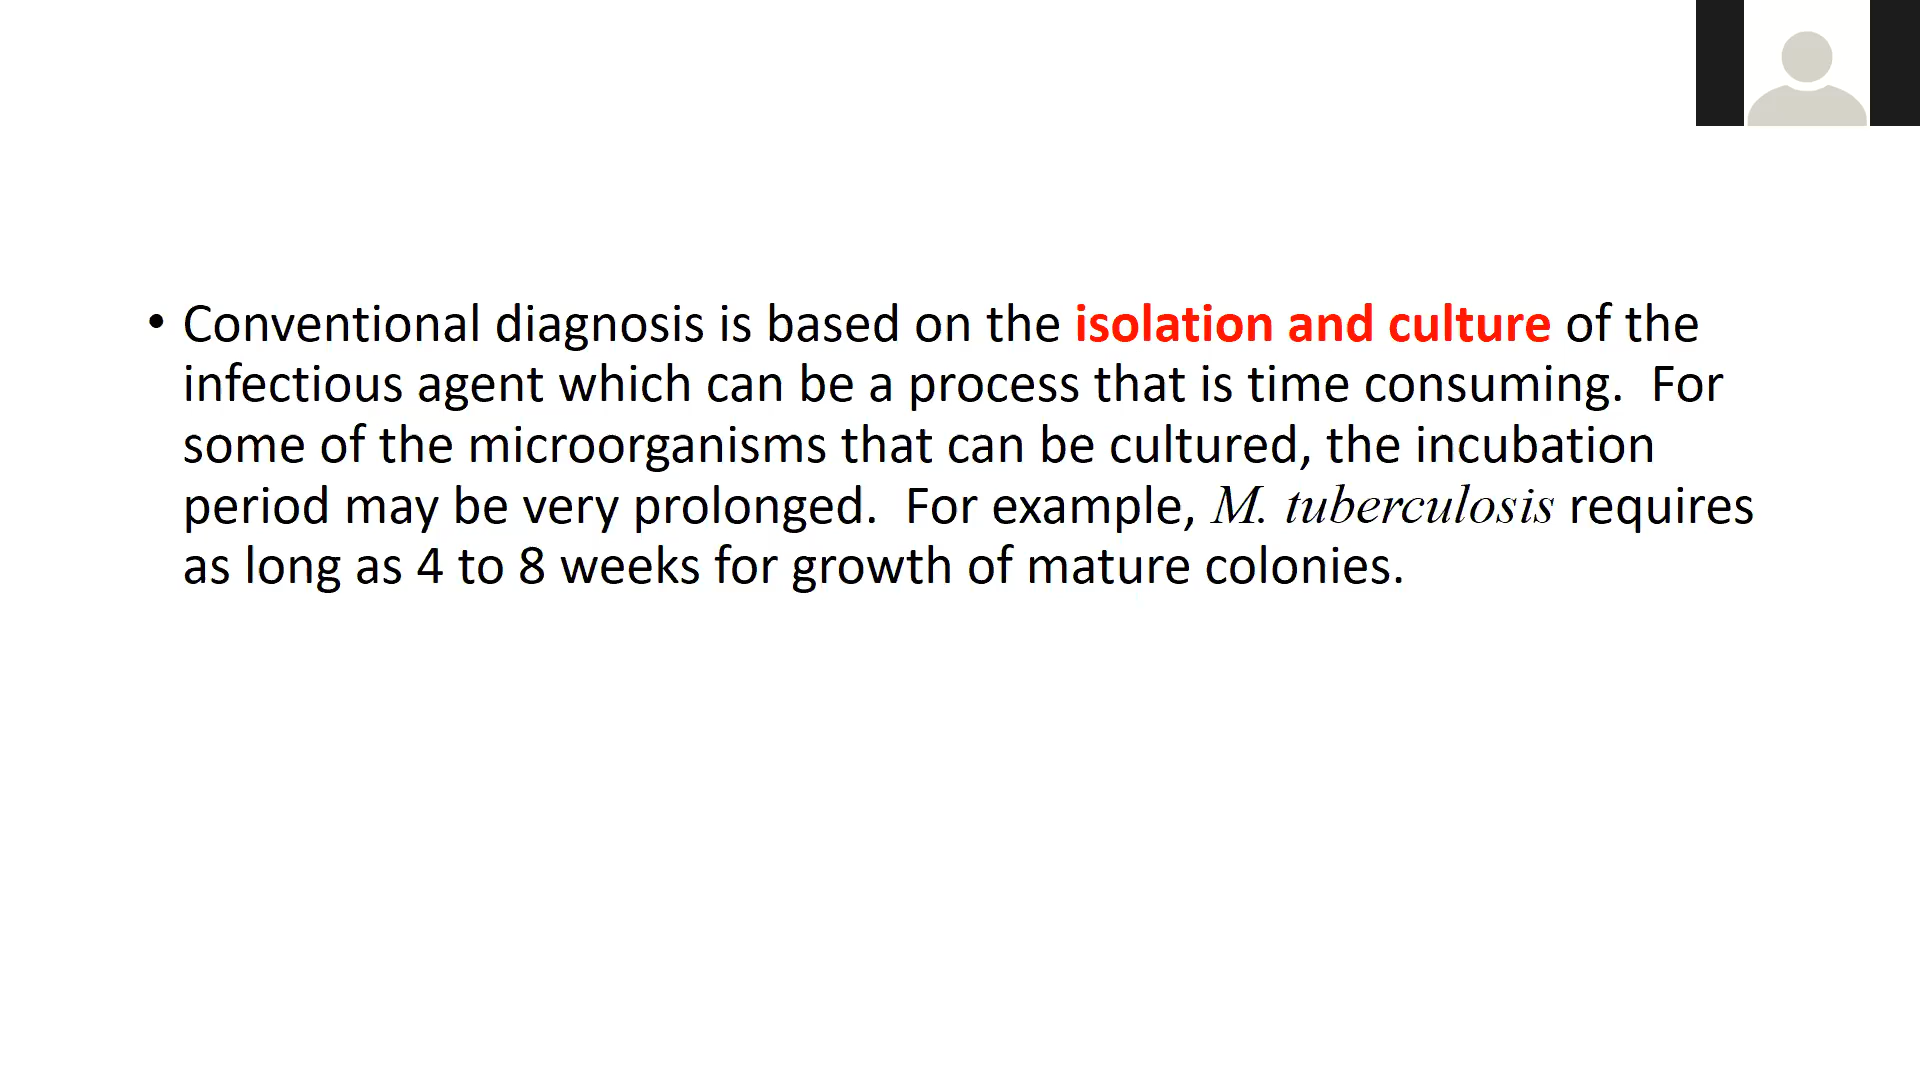 • Conventional diagnosis is based on the isolation and culture of the
infectious agent which can be a process that is time consuming.  For
some of the microorganisms that can be cultured, the incubation
period may be very prolonged.  For example, M. tuberculosis requires
as long as 4 to 8 weeks for growth of mature colonies.